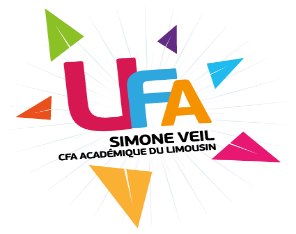 UFA
SIMONE VEIL
CFA ACADÉMIQUE DU LIMOUSIN